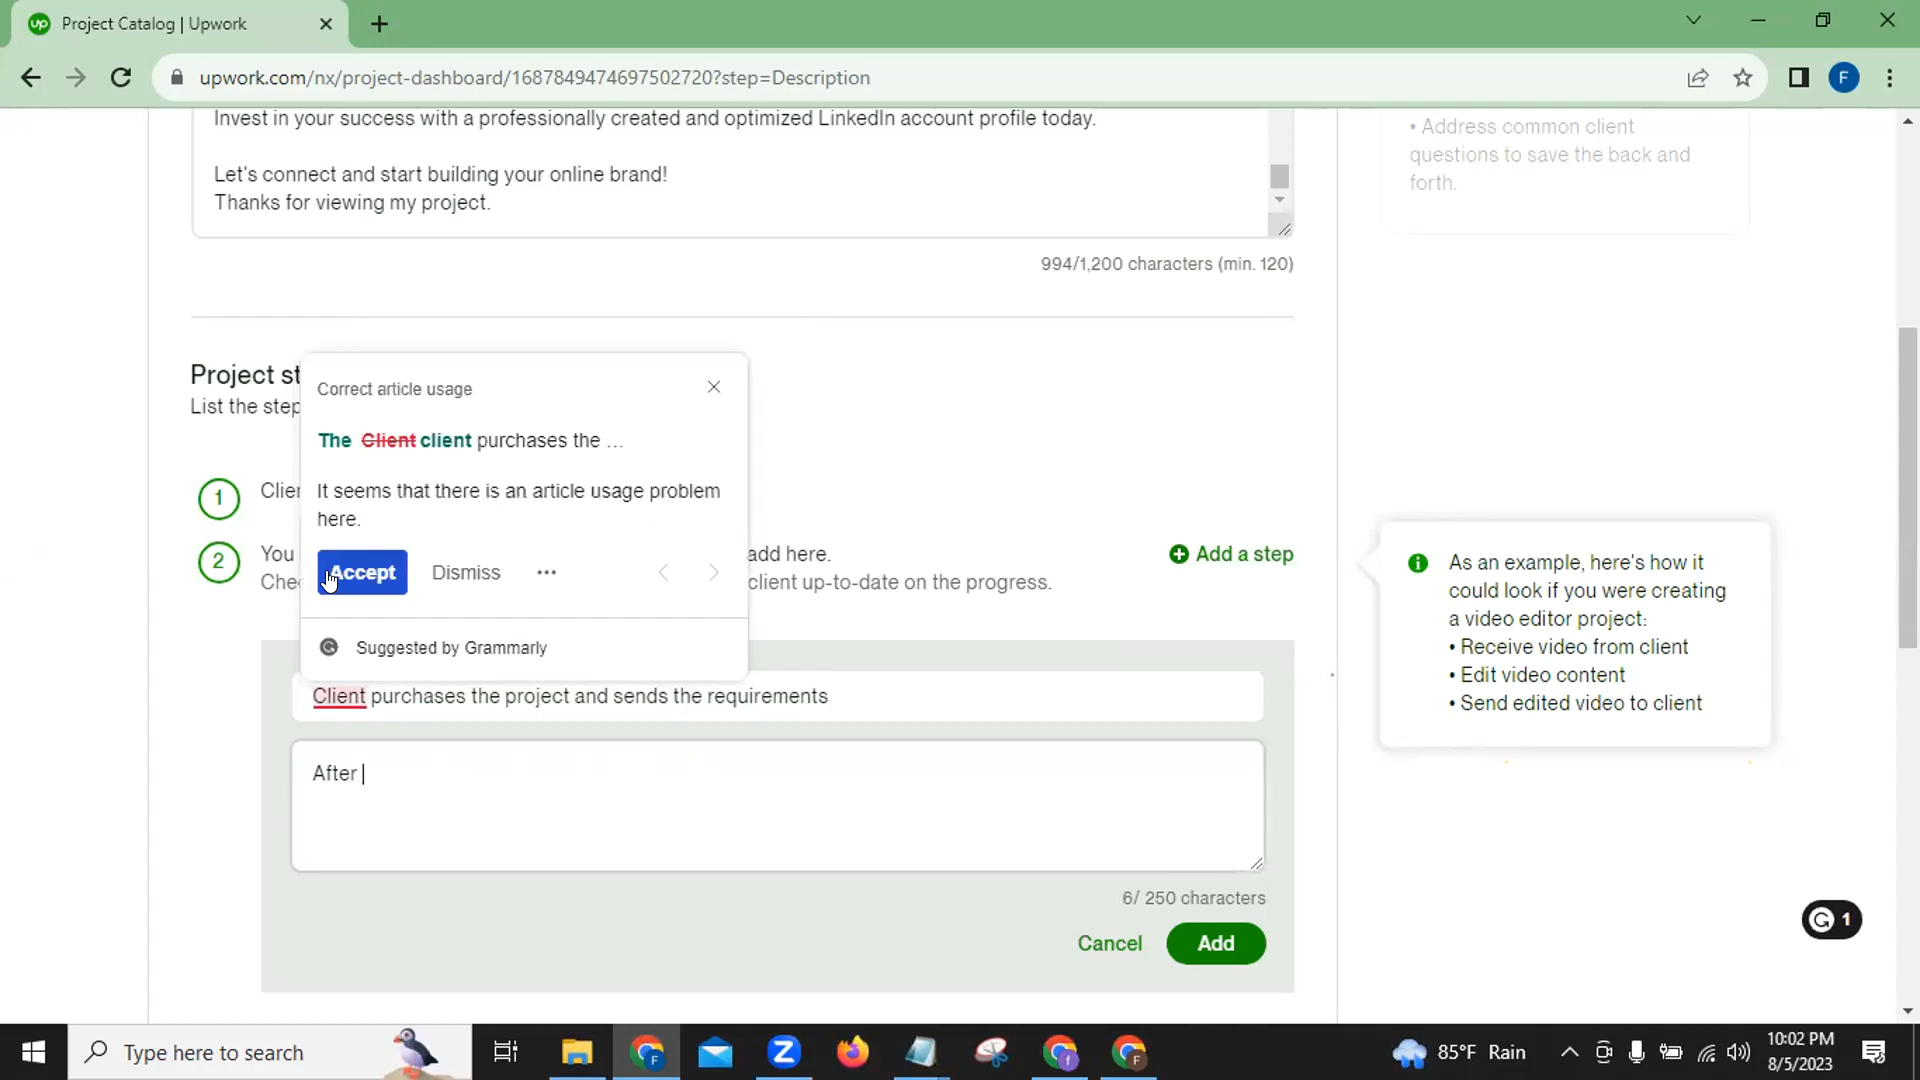 Project Catalog | Upwork
upwork.com/nx/project-dashboard/1687849474697502720?step=Description
F
Invest in your success with a professionally created and optimized LinkedIn account profile today.
Let's connect and start building your online brand!
Thanks for viewing my project.
994/1,200 characters (min. 120)
• Address common client
questions to save the back and
forth.
Project st
List the step
Correct article usage
The Client client purchases the ...
It seems that there is an article usage problem
here.
Accept
Dismiss
Suggested by Grammarly
1
Clien
2
You
add here.
Add a step
Chec
client up-to-date on the progress.
Client purchases the project and sends the requirements
After
6/ 250 characters
Cancel
Add
As an example, here's how it
could look if you were creating
a video editor project:
• Receive video from client
• Edit video content
• Send edited video to client
1
Type here to search
85°F Rain
10:02 PM
8/5/2023